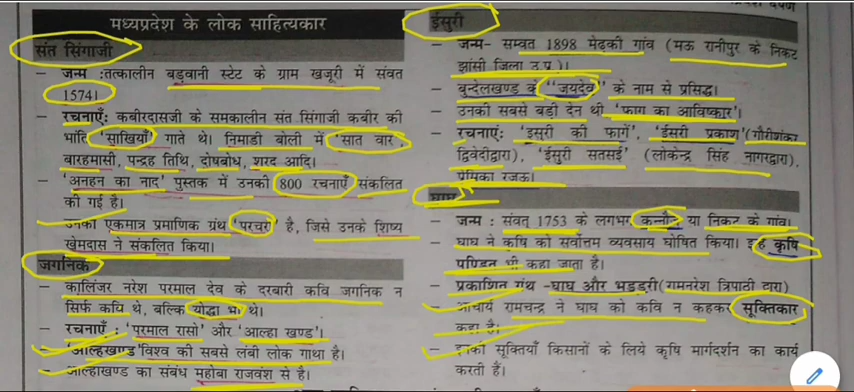 मध्यप्रदेश के लोक साहित्यकार
संत सिंगाजी
– जन्म :तत्कालीन बड़वानी स्टेट के ग्राम खजूरी में संवत
1574।
– रचनाएँ: कबीरदासजी के समकालीन संत सिंगाजी कबीर की
भांति 'साखियाँ' गाते थे। निमाडी बोली में 'सात वार,
बारहमासी, पन्द्रह तिथि, दोषबोध, शरद आदि।
– 'अनहन का नाद' पुस्तक में उनकी 800 रचनाएँ संकलित
की गई है।
उनका एकमात्र प्रमाणिक ग्रंथ 'परचरी' है, जिसे उनके शिष्य
खेमदास ने संकलित किया।
जगनिक
– कालिंजर नरेश परमाल देव के दरबारी कवि जगनिक न
सिर्फ कवि थे, बल्कि योद्धा भी थे।
– रचनाएँ : 'परमाल रासो' और 'आल्हा खण्ड'।
– आल्हखण्ड विश्व की सबसे लंबी लोक गाथा है।
– आल्हाखण्ड का संबंध महोबा राजवंश से है।
ईसुरी
– जन्म- सम्वत 1898 मेढ़की गांव (मऊ रानीपुर के निकट
झांसी जिला उ.प्र.)।
– बुन्देलखण्ड के ''जयदेव'' के नाम से प्रसिद्ध।
– उनकी सबसे बडी देन थी 'फाग का आविष्कार'।
– रचनाएं: 'इसुरी की फागें', 'ईसरी प्रकाश'(गौरीशंकर
द्विवेदीद्वारा), 'ईसुरी सतसई' (लोकेन्द्र सिंह नागरद्वारा),
प्रेमिका रजऊ।
घाघ
– जन्म : संवत् 1753 के लगभग कन्नौज या निकट के गांव।
– घाघ ने कृषि को सर्वोत्तम व्यवसाय घोषित किया। इन्हें कृषि
पण्डित भी कहा जाता है।
– प्रकाशित ग्रंथ -घाघ और भड्डरी(रामनरेश त्रिपाठी द्वारा)
– आचार्य रामचन्द्र ने घाघ को कवि न कहकर सूक्तिकार
कहा है।
– इनकी सूक्तियाँ किसानों के लिये कृषि मार्गदर्शन का कार्य
करती हैं।